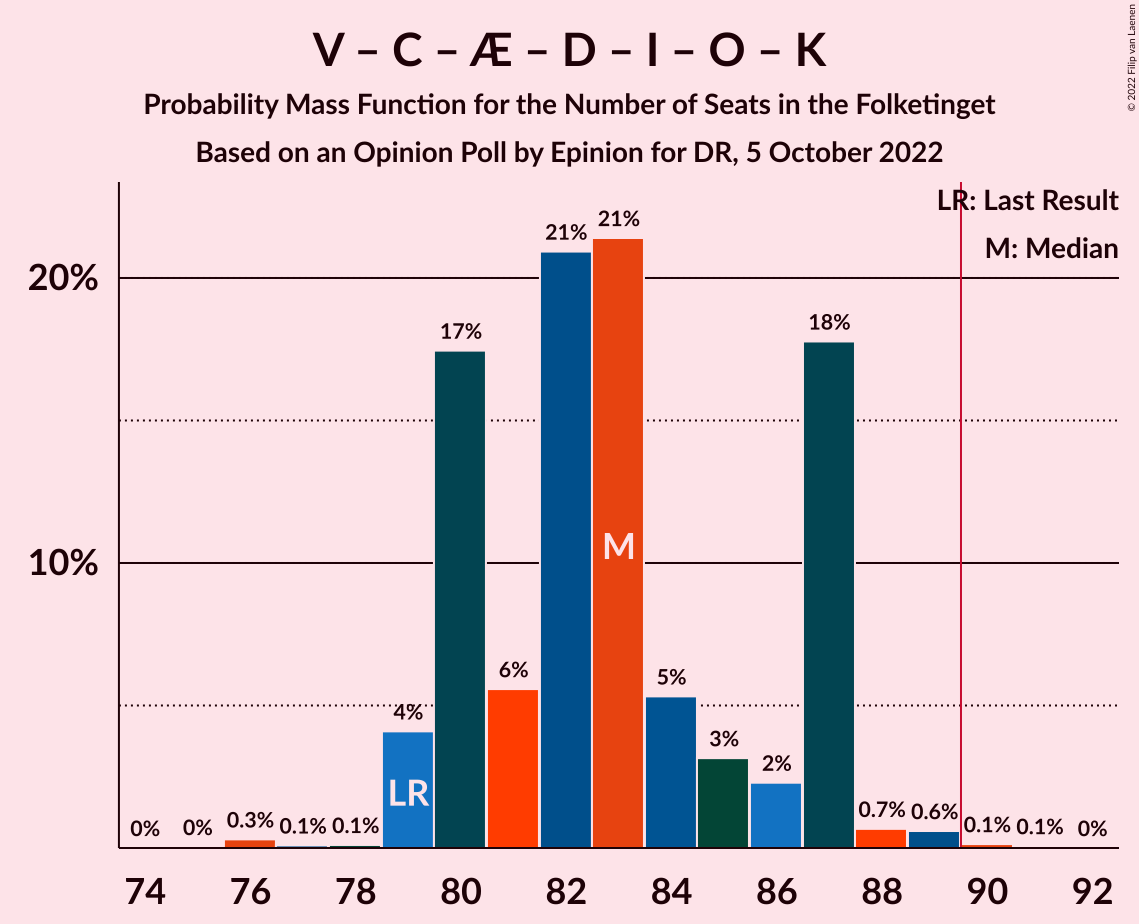 V – C – Æ – D – I – O – K
Probability Mass Function for the Number of Seats in the Folketinget
Based on an Opinion Poll by Epinion for DR, 5 October 2022
© 2022 Filip van Laenen
LR: Last Result
M: Median
20%
10%
0% 0% 0.3% 0.1% 0.1% 4% 17% 6% 21% 21% 5% 3% 2% 18% 0.7% 0.6% 0.1% 0.1% 0%
M
LR
74 76 78 80 82 84 86 88 90 92